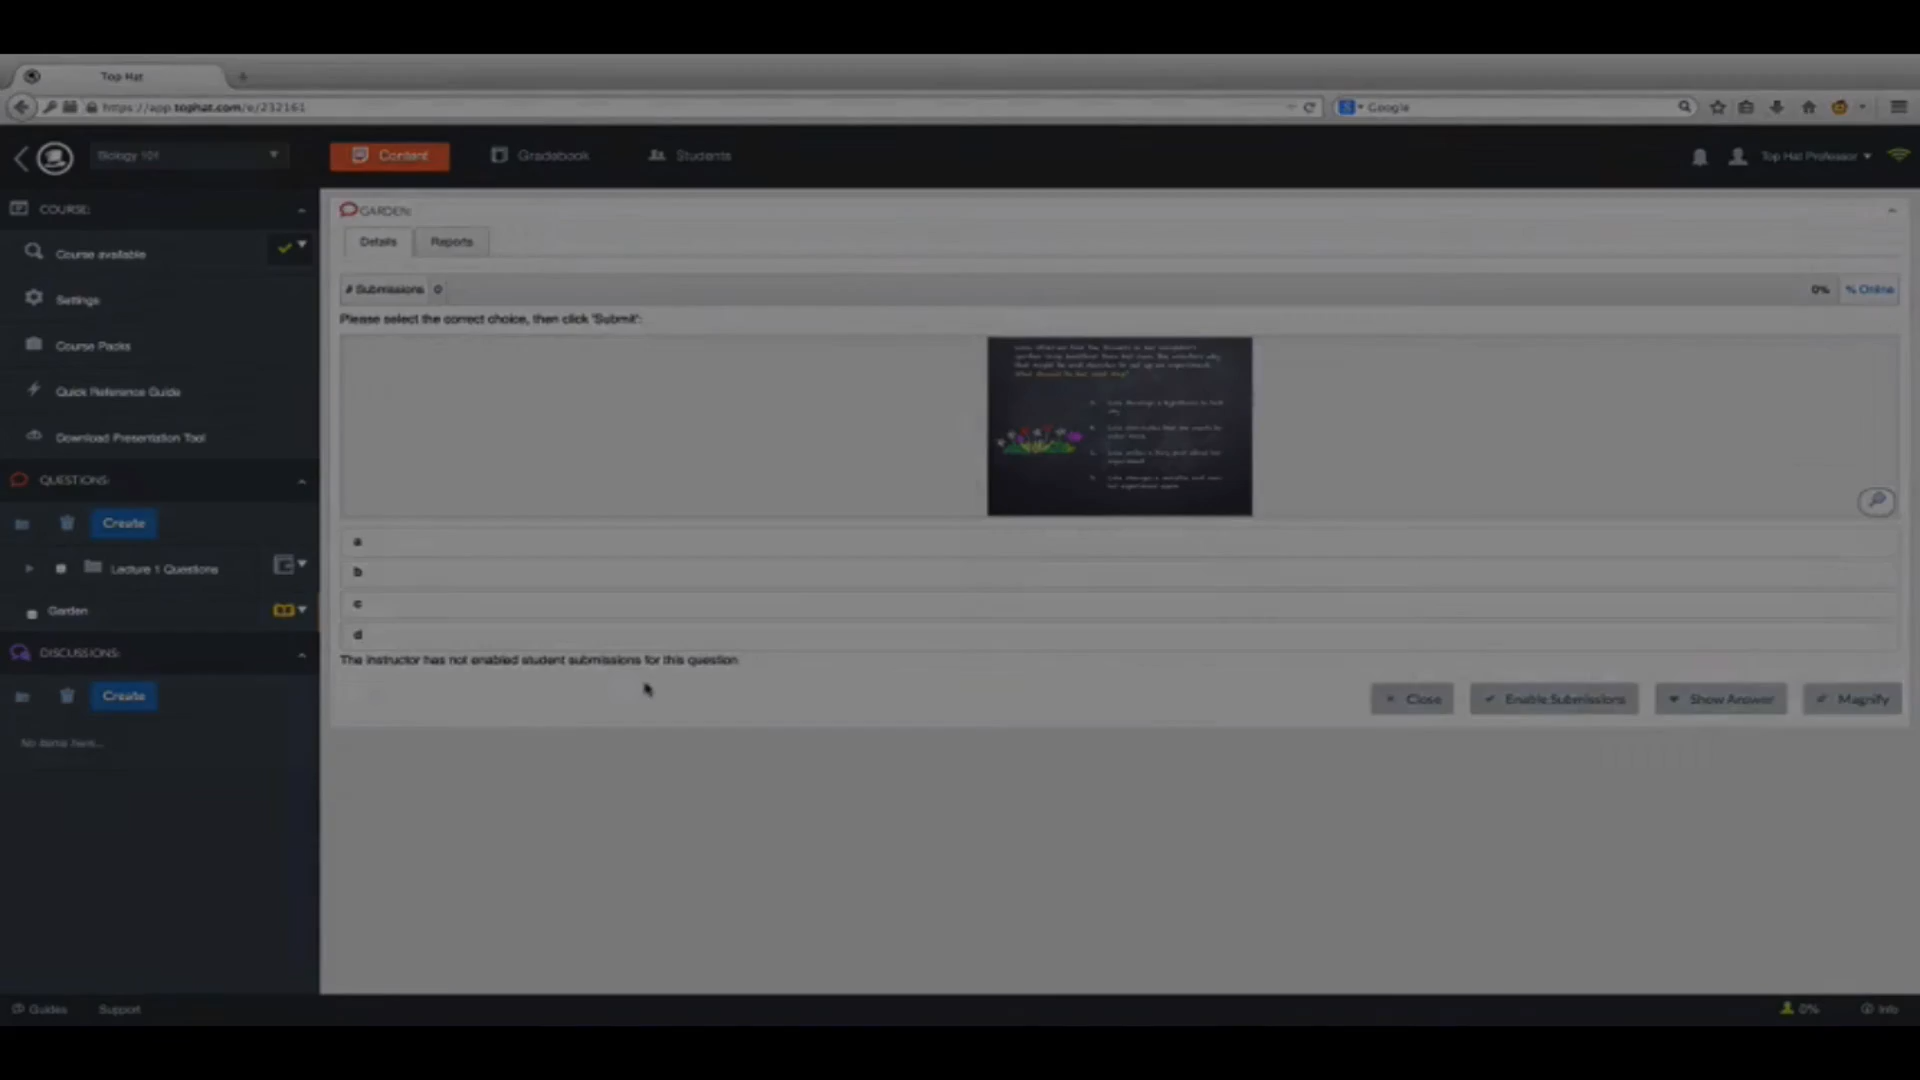 Top Hat
https://app.tophat.com/e/232161
Google
Biology 101
Content
Gradebook
Students
Top Hat Professor
COURSE:
Course available
Settings
Course Packs
Quick Reference Guide
Download Presentation Tool
QUESTIONS:
Create
Lecture 1 Questions
Garden
DISCUSSIONS:
Create
No items here...
GARDEN:
Details
Reports
# Submissions 0
0% % Online
Please select the correct choice, then click 'Submit':
a
b
c
d
The instructor has not enabled student submissions for this question
Close
Enable Submissions
Show Answer
Magnify
Guides
Support
0%
Info